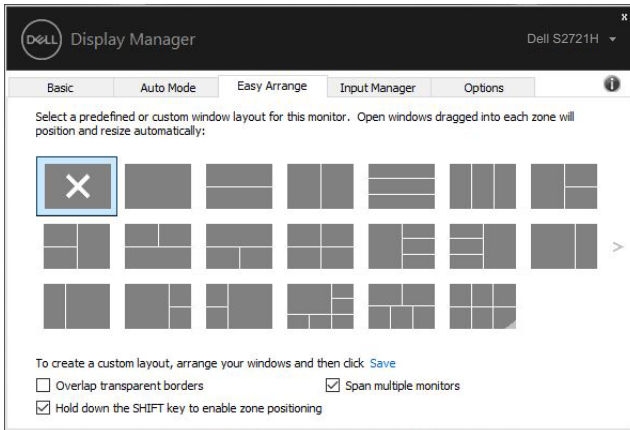 x
DELL Display Manager
Dell S2721H
Basic Auto Mode Easy Arrange Input Manager Options
Select a predefined or custom window layout for this monitor. Open windows dragged into each zone will
position and resize automatically:
To create a custom layout, arrange your windows and then click Save
Overlap transparent borders Span multiple monitors
Hold down the SHIFT key to enable zone positioning